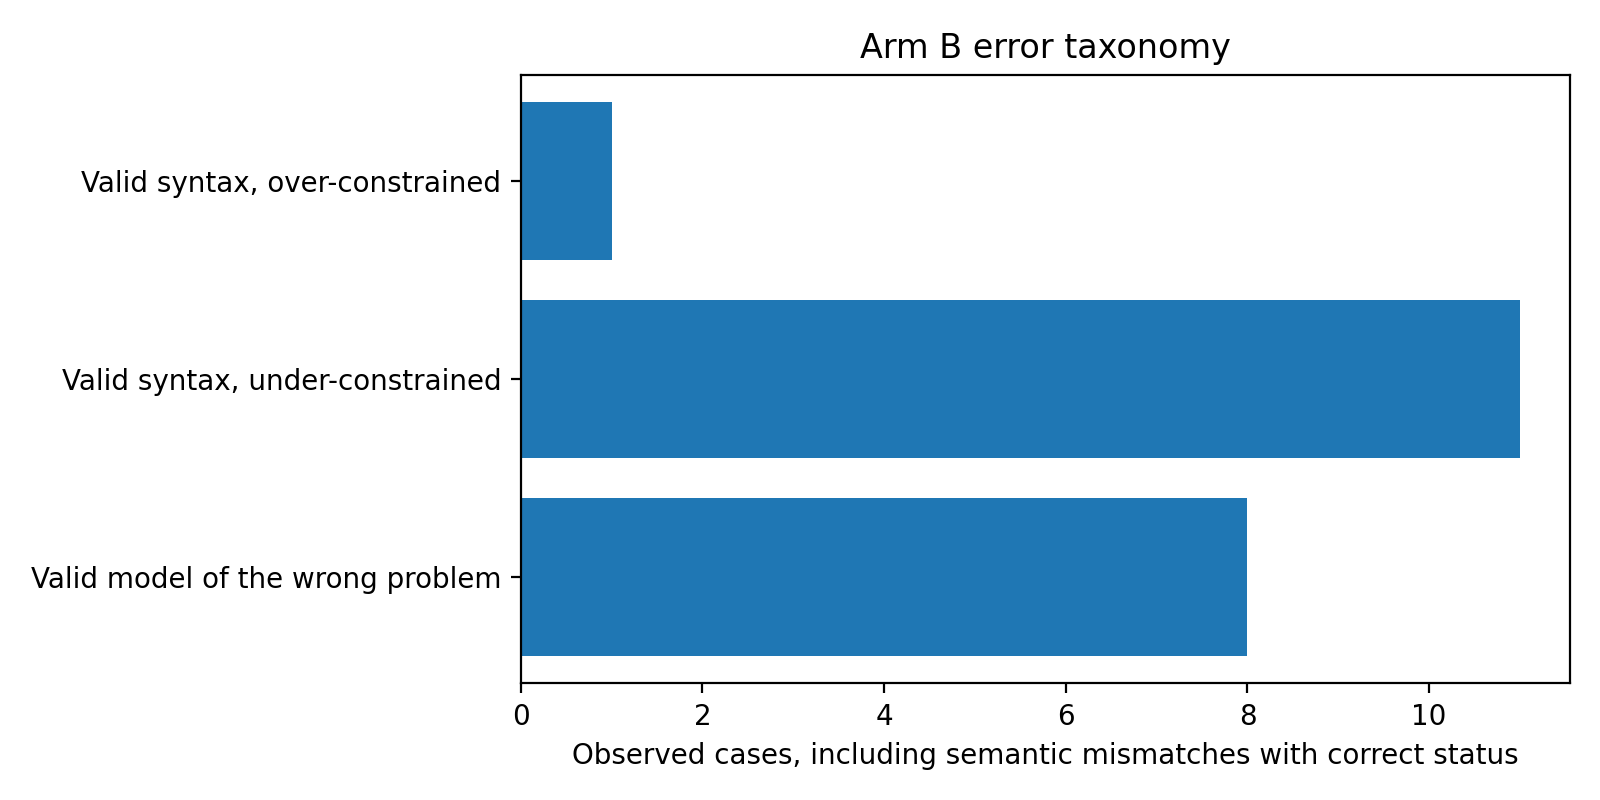 Arm B error taxonomy
Valid syntax, over-constrained
Valid syntax, under-constrained
Valid model of the wrong problem
0 2 4 6 8 10
Observed cases, including semantic mismatches with correct status